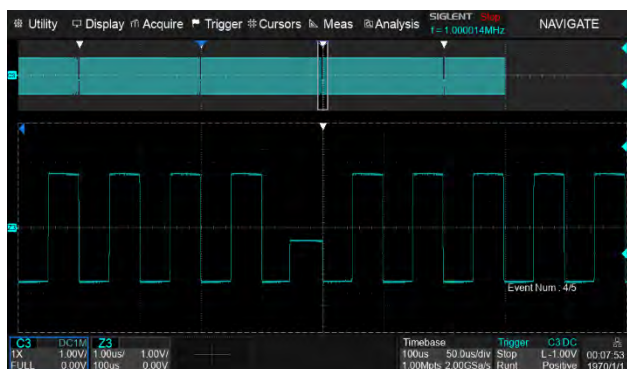 Utility Display Acquire Trigger Cursors Meas Analysis SIGLENT Stop NAVIGATE
f = 1.000014MHz
C3
Z3
Event Num : 4/5
C3 DC1M Z3 Timebase Trigger C3 DC
1X 1.00V/ 1.00us/ 1.00V/ 100us 50.0us/div Stop L -1.00V 00:07:53
FULL 0.00V 100us 0.00V 1.00Mpts 2.00GSa/s Runt Positive 1970/1/1